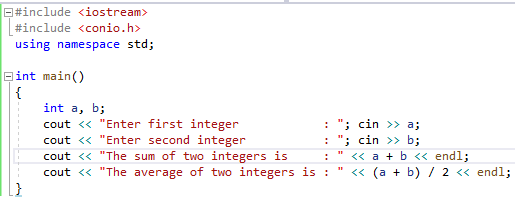 #include <iostream>
#include <conio.h>
using namespace std;
int main()
{
    int a, b;
    cout << "Enter first integer            : "; cin >> a;
    cout << "Enter second integer           : "; cin >> b;
    cout << "The sum of two integers is     : " << a + b << endl;
    cout << "The average of two integers is : " << (a + b) / 2 << endl;
}